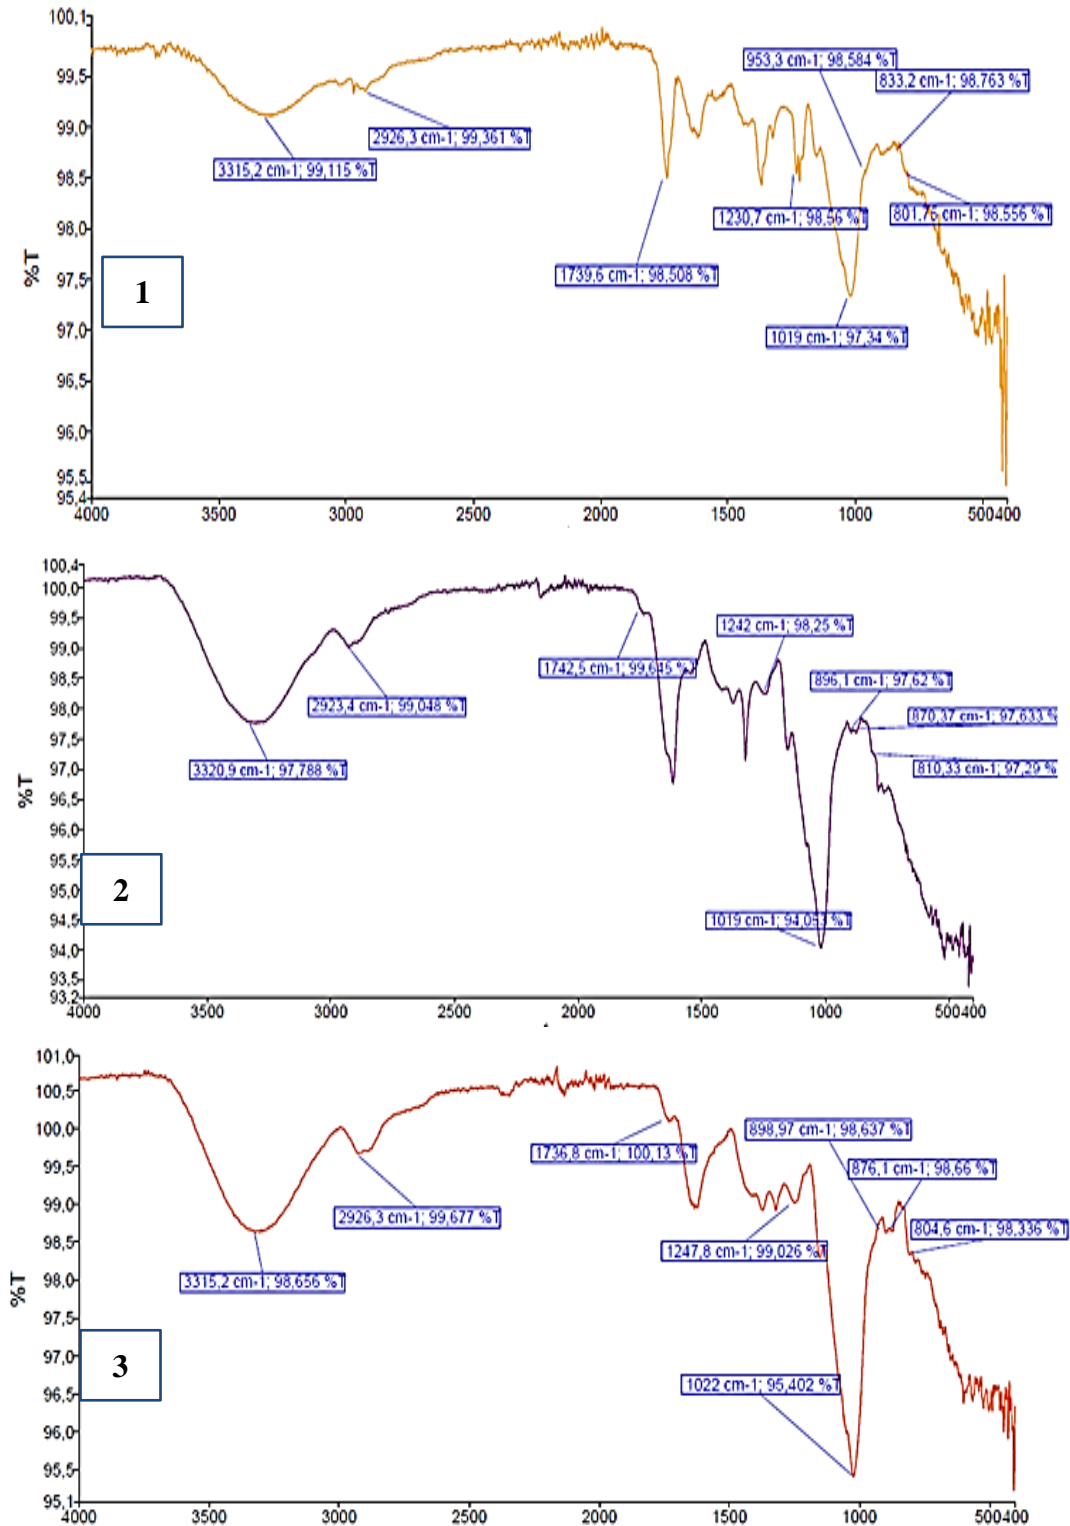 100,1
99,5
99,0
98,5
98,0
97,5
97,0
96,5
96,0
95,5
95,4
%T
1
953,3 cm-1; 98,584 %T
833,2 cm-1; 98,763 %T
2926,3 cm-1; 99,361 %T
3315,2 cm-1; 99,115 %T
1230,7 cm-1; 98,56 %T
801,76 cm-1; 98,556 %T
1739,6 cm-1; 98,508 %T
1019 cm-1; 97,34 %T
4000 3500 3000 2500 2000 1500 1000 500400
100,4
100,0
99,5
99,0
98,5
98,0
97,5
97,0
96,5
96,0
95,5
95,0
94,5
94,0
93,5
93,2
%T
2
1242 cm-1; 98,25 %T
1742,5 cm-1; 99,645 %
896,1 cm-1; 97,62 %T
2923,4 cm-1; 99,048 %T
870,37 cm-1; 97,633 %
3320,9 cm-1; 97,788 %T
810,33 cm-1; 97,29 %
1019 cm-1; 94,053 %T
4000 3500 3000 2500 2000 1500 1000 500400
101,0
100,5
100,0
99,5
99,0
98,5
98,0
97,5
97,0
96,5
96,0
95,5
95,1
%T
3
898,97 cm-1; 98,637 %T
1736,8 cm-1; 100,13 %T
876,1 cm-1; 98,66 %T
2926,3 cm-1; 99,677 %T
804,6 cm-1; 98,336 %T
1247,8 cm-1; 99,026 %T
3315,2 cm-1; 98,656 %T
1022 cm-1; 95,402 %T
4000 3500 3000 2500 2000 1500 1000 500400